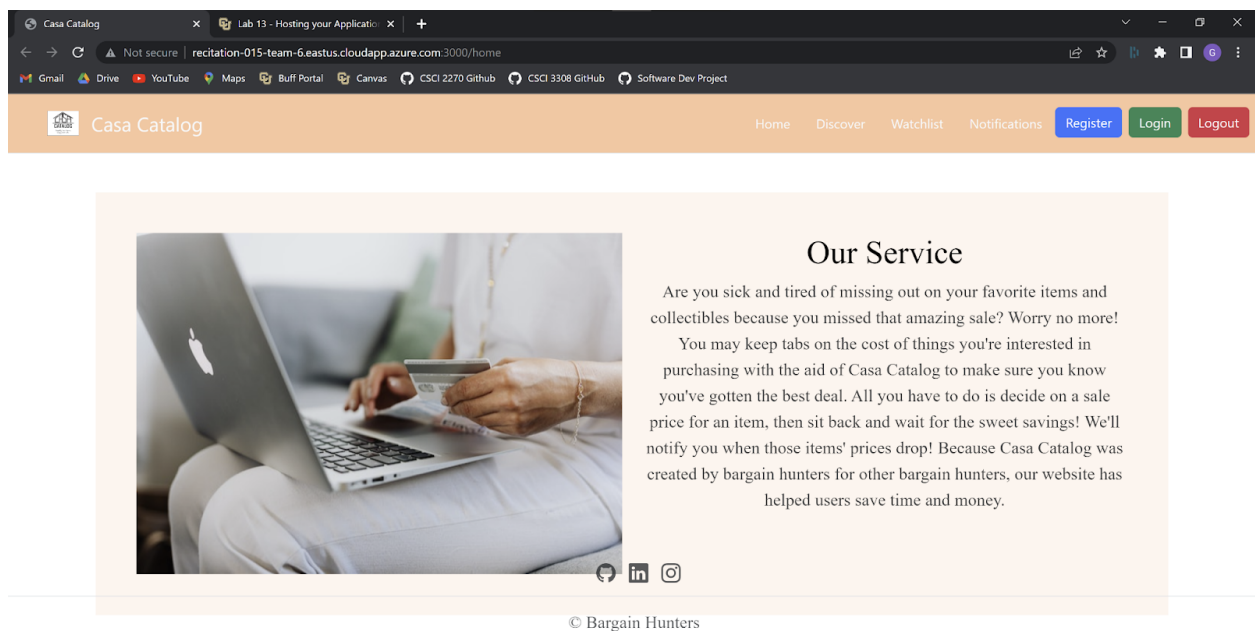 Casa Catalog
Lab 13 - Hosting your Application
Not secure | recitation-015-team-6.eastus.cloudapp.azure.com:3000/home
G
Gmail Drive YouTube Maps Buff Portal Canvas CSCI 2270 Github CSCI 3308 GitHub Software Dev Project
Casa Catalog Home Discover Watchlist Notifications Register Login Logout
Our Service
Are you sick and tired of missing out on your favorite items and
collectibles because you missed that amazing sale? Worry no more!
You may keep tabs on the cost of things you're interested in
purchasing with the aid of Casa Catalog to make sure you know
you've gotten the best deal. All you have to do is decide on a sale
price for an item, then sit back and wait for the sweet savings! We'll
notify you when those items' prices drop! Because Casa Catalog was
created by bargain hunters for other bargain hunters, our website has
helped users save time and money.
© Bargain Hunters